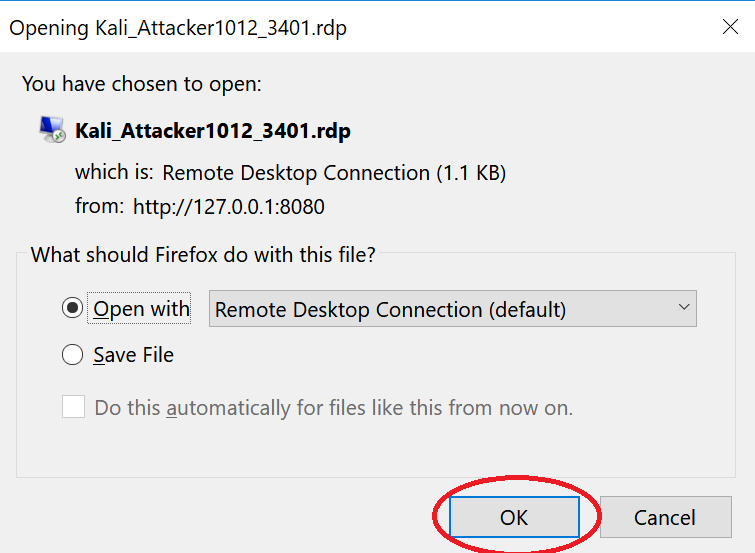 Opening Kali_Attacker1012_3401.rdp
You have chosen to open:
Kali_Attacker1012_3401.rdp
which is: Remote Desktop Connection (1.1 KB)
from: http://127.0.0.1:8080
What should Firefox do with this file?
Open with Remote Desktop Connection (default)
Save File
Do this automatically for files like this from now on.
OK Cancel